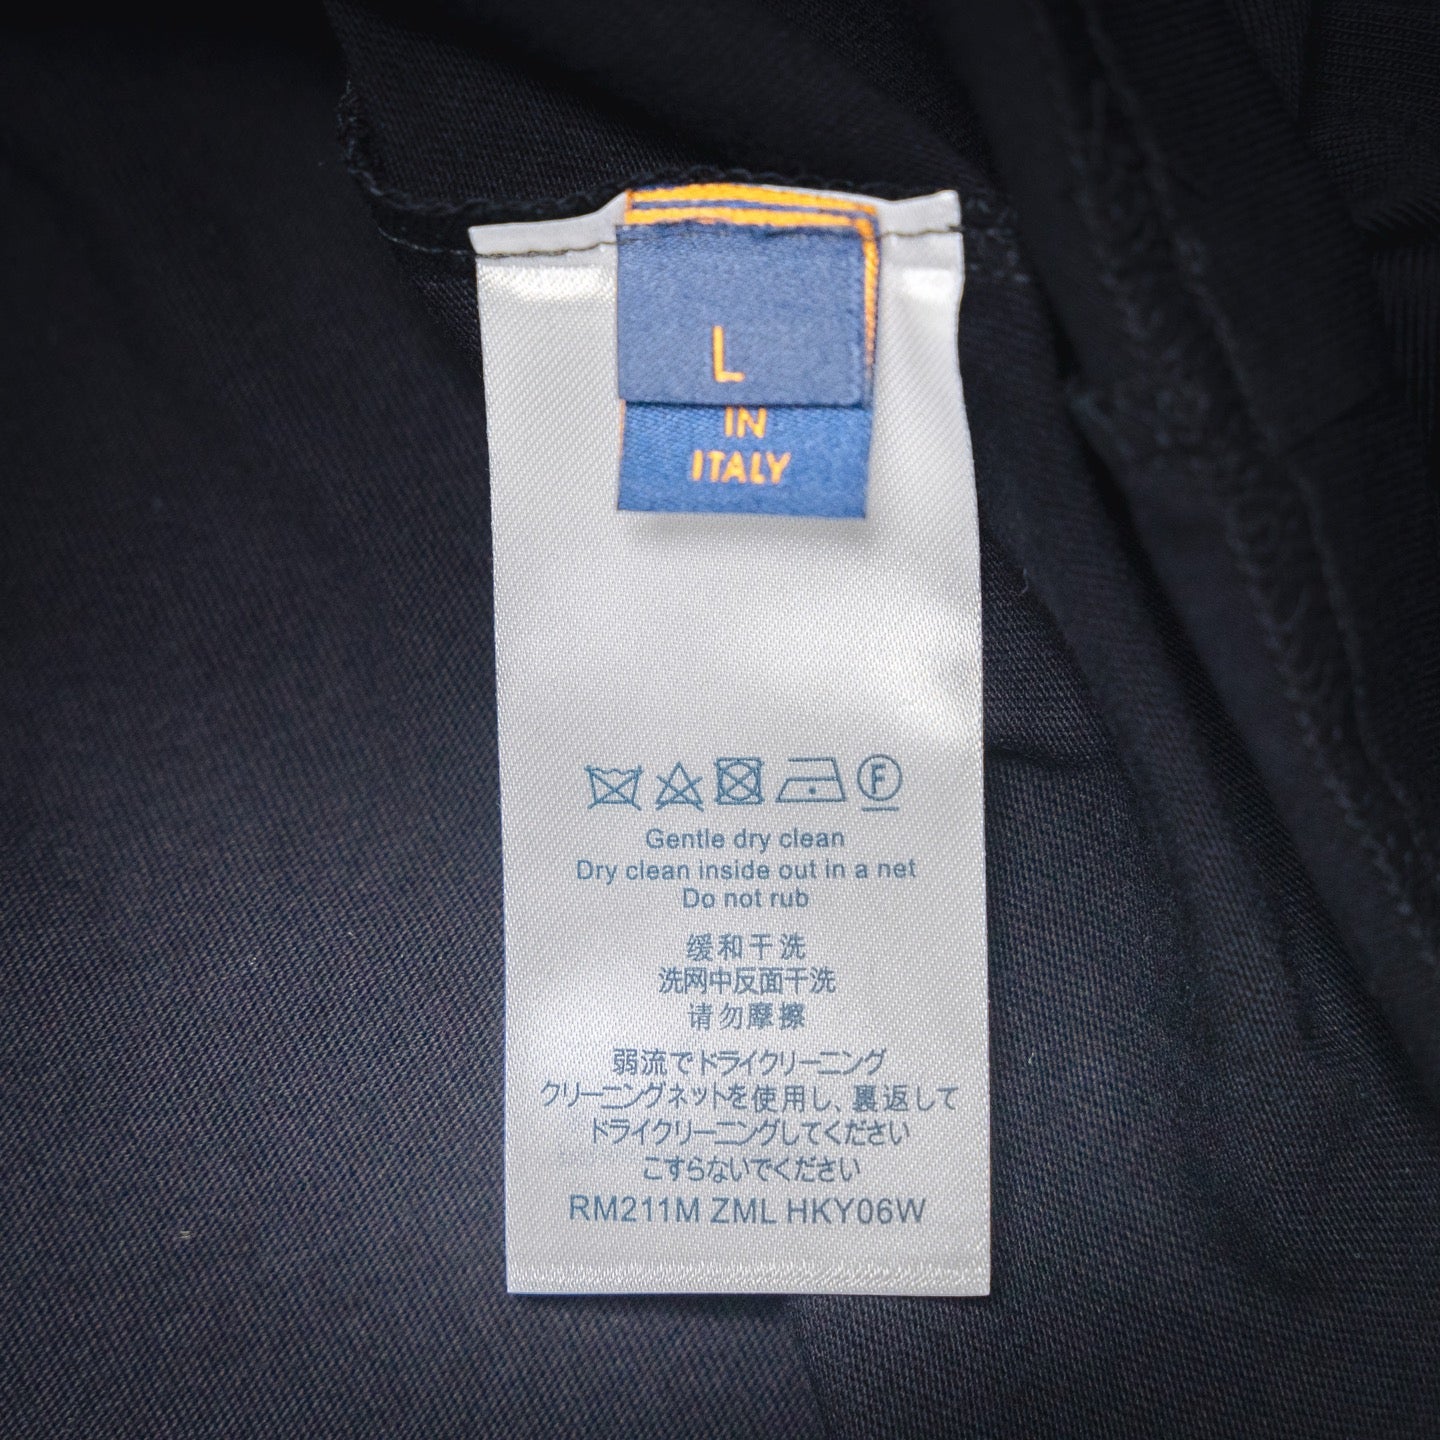 L
IN
ITALY
F
Gentle dry clean
Dry clean inside out in a net
Do not rub
缓和干洗
洗网中反面干洗
请勿摩擦
弱流でドライクリーニング
クリーニングネットを使用し、裏返して
ドライクリーニングしてください
こすらないでください
RM211M ZML HKY06W